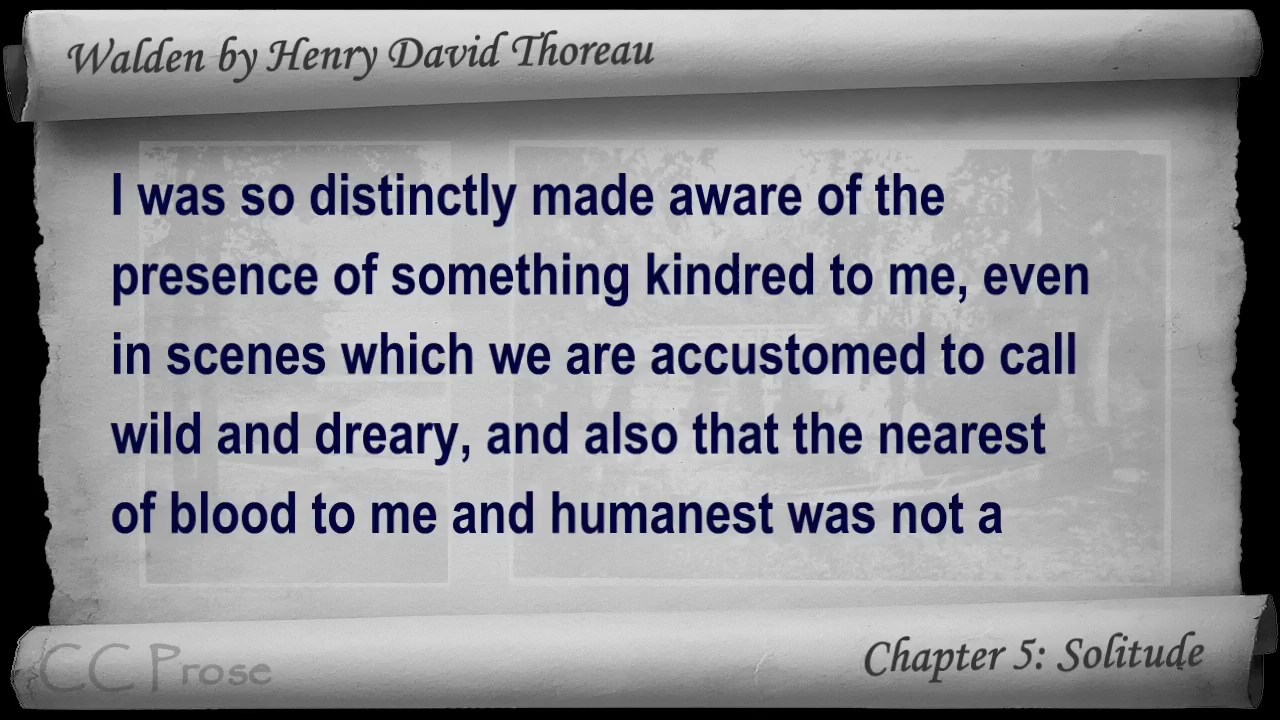 Walden by Henry David Thoreau
I was so distinctly made aware of the
presence of something kindred to me, even
in scenes which we are accustomed to call
wild and dreary, and also that the nearest
of blood to me and humanest was not a
CC Prose
Chapter 5: Solitude